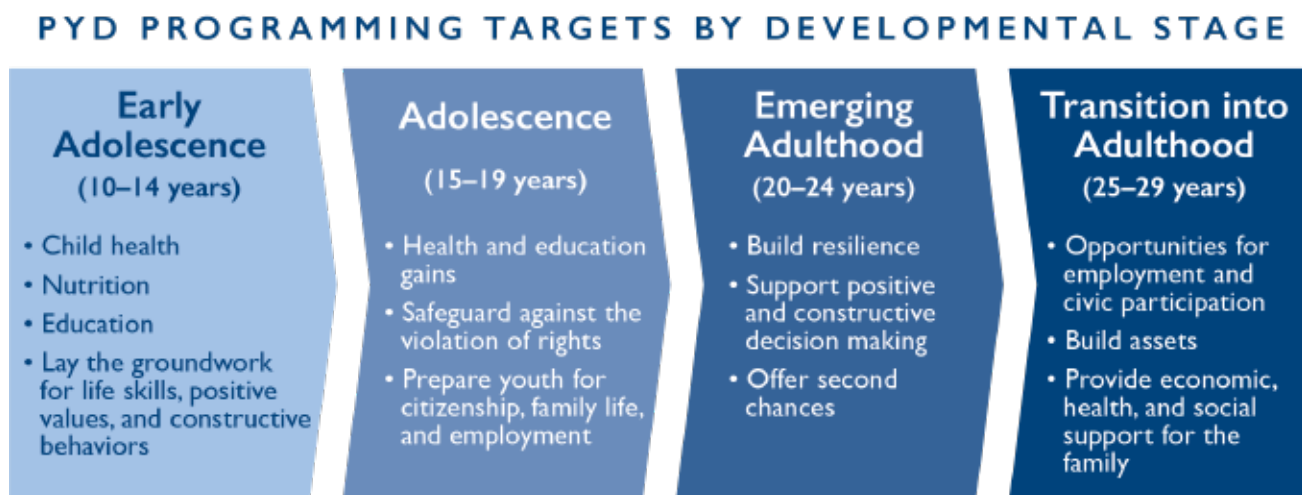 PYD PROGRAMMING TARGETS BY DEVELOPMENTAL STAGE
Early
Adolescence
(10–14 years)
• Child health
• Nutrition
• Education
• Lay the groundwork
for life skills, positive
values, and constructive
behaviors
Adolescence
(15–19 years)
• Health and education
gains
• Safeguard against the
violation of rights
• Prepare youth for
citizenship, family life,
and employment
Emerging
Adulthood
(20–24 years)
• Build resilience
• Support positive
and constructive
decision making
• Offer second
chances
Transition into
Adulthood
(25–29 years)
• Opportunities for
employment and
civic participation
• Build assets
• Provide economic,
health, and social
support for the
family